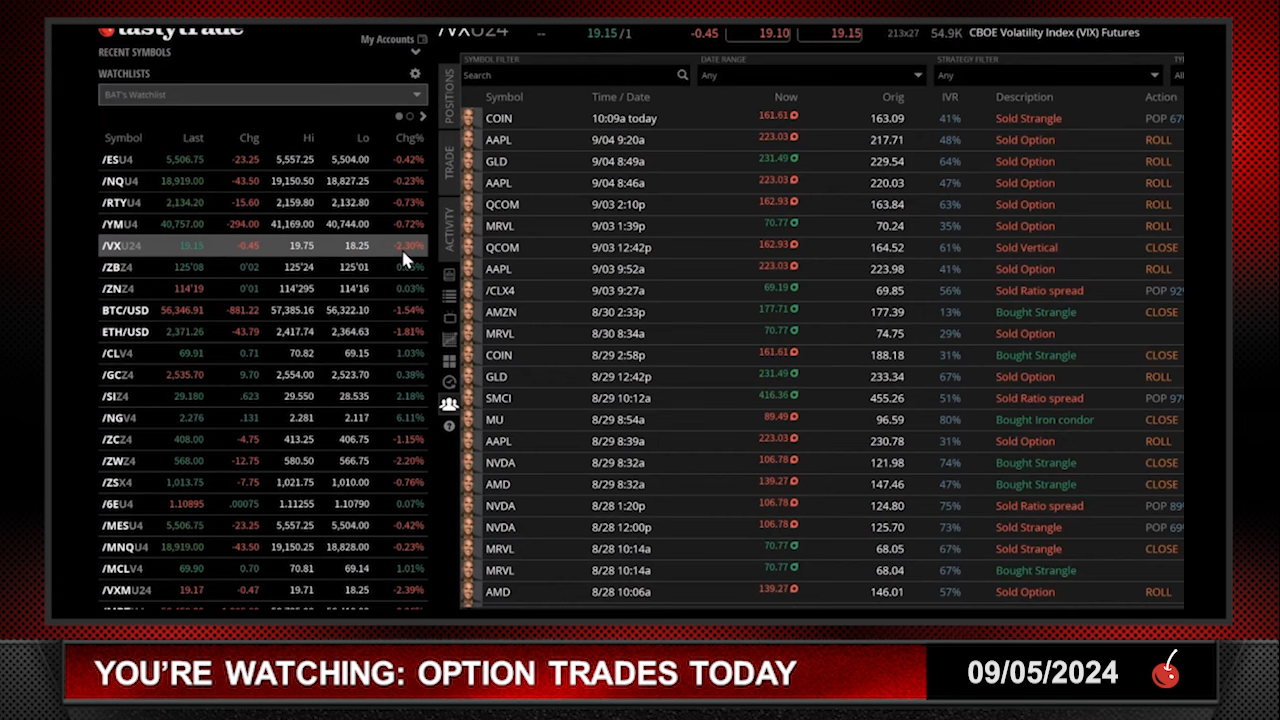 tastytrade
My Accounts
RECENT SYMBOLS
WATCHLISTS
BAT's Watchlist
Symbol Last Chg Hi Lo Chg%
/ESU4 5,506.75 -23.25 5,557.25 5,504.00 -0.42%
/NQU4 18,919.00 -43.50 19,150.50 18,827.25 -0.23%
/RTYU4 2,134.20 -15.60 2,159.80 2,132.80 -0.73%
/YMU4 40,757.00 -294.00 41,169.00 40,744.00 -0.72%
/VXU24 19.15 -0.45 19.75 18.25 -2.30%
/ZBZ4 125'08 0'02 125'24 125'01
/ZNZ4 114'19 0'01 114'295 114'16 0.03%
BTC/USD 56,346.91 -881.22 57,385.16 56,322.10 -1.54%
ETH/USD 2,371.26 -43.79 2,417.74 2,364.63 -1.81%
/CLV4 69.91 0.71 70.82 69.15 1.03%
/GCZ4 2,535.70 9.70 2,554.00 2,523.70 0.38%
/SIZ4 29.180 .623 29.550 28.535 2.18%
/NGV4 2.276 .131 2.281 2.117 6.11%
/ZCZ4 408.00 -4.75 413.25 406.75 -1.15%
/ZWZ4 568.00 -12.75 580.50 566.75 -2.20%
/ZSX4 1,013.75 -7.75 1,021.75 1,010.00 -0.76%
/6EU4 1.10895 .00075 1.11255 1.10790 0.07%
/MESU4 5,506.75 -23.25 5,557.25 5,504.00 -0.42%
/MNQU4 18,919.00 -43.50 19,150.25 18,828.00 -0.23%
/MCLV4 69.90 0.70 70.81 69.14 1.01%
/VXMU24 19.17 -0.47 19.71 18.25 -2.39%
POSITIONS
TRADE
ACTIVITY
/VXU24 -- 19.15/1 -0.45 19.10 19.15 213x27 54.9K CBOE Volatility Index (VIX) Futures
SYMBOL FILTER DATE RANGE STRATEGY FILTER
Search Any Any All
Symbol Time / Date Now Orig IVR Description Action
COIN 10:09a today 161.61 163.09 41% Sold Strangle POP 67
AAPL 9/04 9:20a 223.03 217.71 48% Sold Option ROLL
GLD 9/04 8:49a 231.49 229.54 64% Sold Option ROLL
AAPL 9/04 8:46a 223.03 220.03 47% Sold Option ROLL
QCOM 9/03 2:10p 162.93 163.84 63% Sold Option ROLL
MRVL 9/03 1:39p 70.77 70.24 35% Sold Option ROLL
QCOM 9/03 12:42p 162.93 164.52 61% Sold Vertical CLOSE
AAPL 9/03 9:52a 223.03 223.98 41% Sold Option ROLL
/CLX4 9/03 9:27a 69.19 69.85 56% Sold Ratio spread POP 92
AMZN 8/30 2:33p 177.71 177.39 13% Bought Strangle CLOSE
MRVL 8/30 8:34a 70.77 74.75 29% Sold Option
COIN 8/29 2:58p 161.61 188.18 31% Bought Strangle CLOSE
GLD 8/29 12:42p 231.49 233.34 67% Sold Option ROLL
SMCI 8/29 10:12a 416.36 455.26 51% Sold Ratio spread POP 97
MU 8/29 8:54a 89.49 96.59 80% Bought Iron condor CLOSE
AAPL 8/29 8:39a 223.03 230.78 31% Sold Option ROLL
NVDA 8/29 8:32a 106.78 121.98 74% Bought Strangle CLOSE
AMD 8/29 8:32a 139.27 147.46 47% Bought Strangle CLOSE
NVDA 8/28 1:20p 106.78 124.80 75% Sold Ratio spread POP 89
NVDA 8/28 12:00p 106.78 125.70 73% Sold Strangle POP 69
MRVL 8/28 10:14a 70.77 68.05 67% Sold Strangle CLOSE
MRVL 8/28 10:14a 70.77 68.04 67% Bought Strangle
AMD 8/28 10:06a 139.27 146.01 57% Sold Option ROLL
YOU'RE WATCHING: OPTION TRADES TODAY
09/05/2024